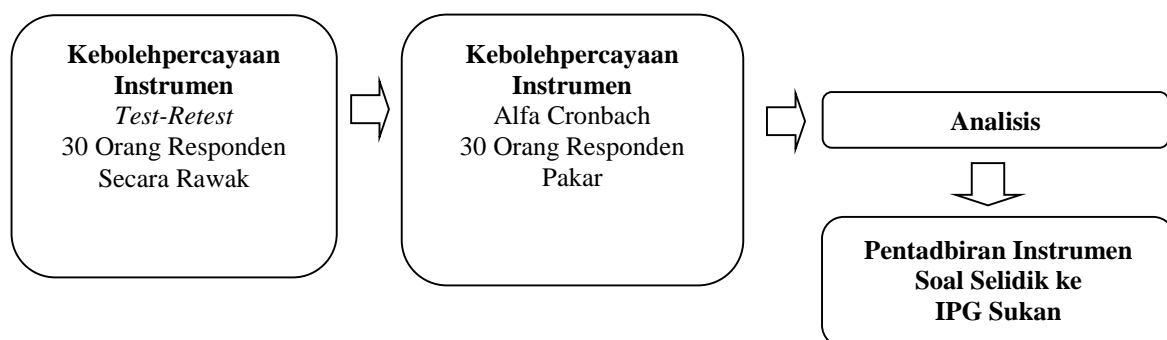 Kebolehpercayaan
Instrumen
Test-Retest
30 Orang Responden
Secara Rawak
Kebolehpercayaan
Instrumen
Alfa Cronbach
30 Orang Responden
Pakar
Analisis
Pentadbiran Instrumen
Soal Selidik ke
IPG Sukan